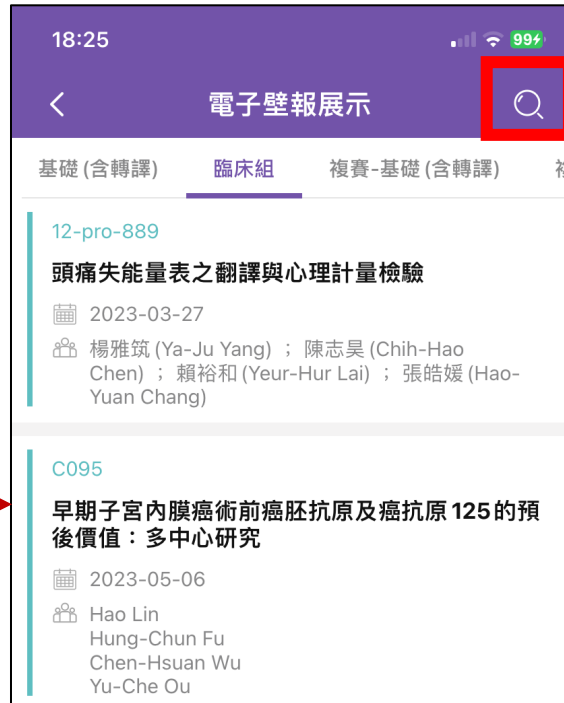 18:25
99
電子壁報展示
基礎(含轉譯) 臨床組 複賽-基礎(含轉譯)
12-pro-889
頭痛失能量表之翻譯與心理計量檢驗
2023-03-27
楊雅筑(Ya-Ju Yang) ； 陳志昊(Chih-Hao
Chen) ； 賴裕和(Yeur-Hur Lai) ； 張皓媛(Hao-
Yuan Chang)
C095
早期子宮內膜癌術前癌胚抗原及癌抗原125的預
後價值：多中心研究
2023-05-06
Hao Lin
Hung-Chun Fu
Chen-Hsuan Wu
Yu-Che Ou